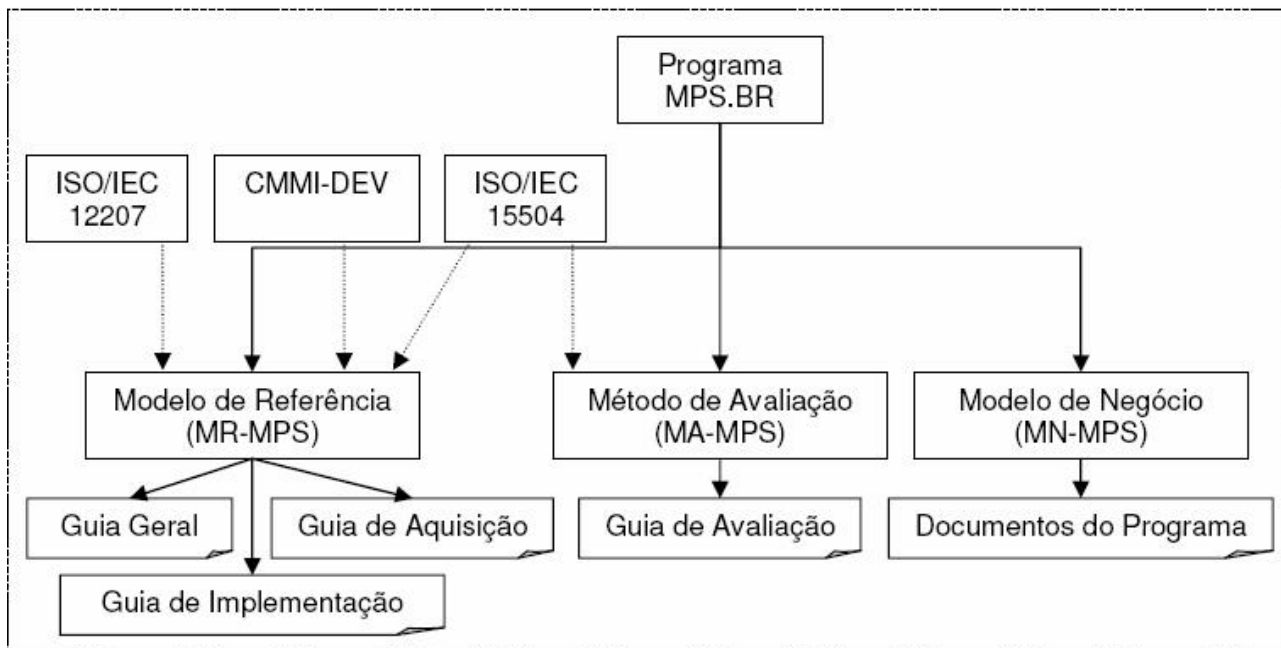 Programa
MPS.BR
ISO/IEC
12207
CMMI-DEV
ISO/IEC
15504
Modelo de Referência
(MR-MPS)
Método de Avaliação
(MA-MPS)
Modelo de Negócio
(MN-MPS)
Guia Geral
Guia de Aquisição
Guia de Avaliação
Documentos do Programa
Guia de Implementação